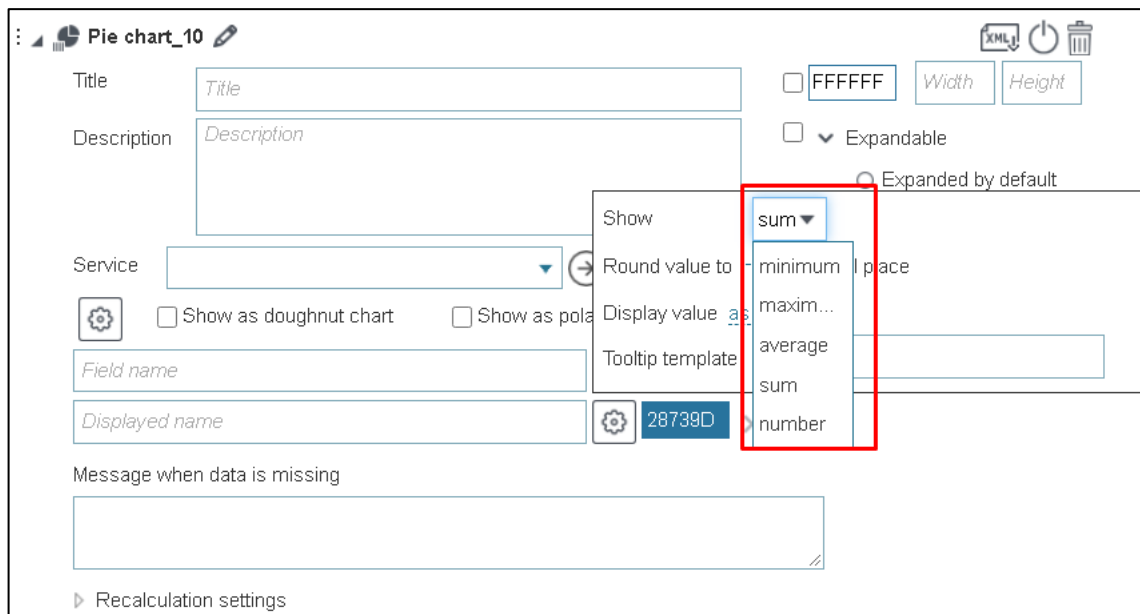 Pie chart_10 XML
Title Title FFFFFF Width Height
Description Description Expandable
Expanded by default
Show sum
Service Round value to minimum l place
Show as doughnut chart Show as pola Display value as maxim...
average
Field name Tooltip template
sum
Displayed name 28739D number
Message when data is missing
Recalculation settings